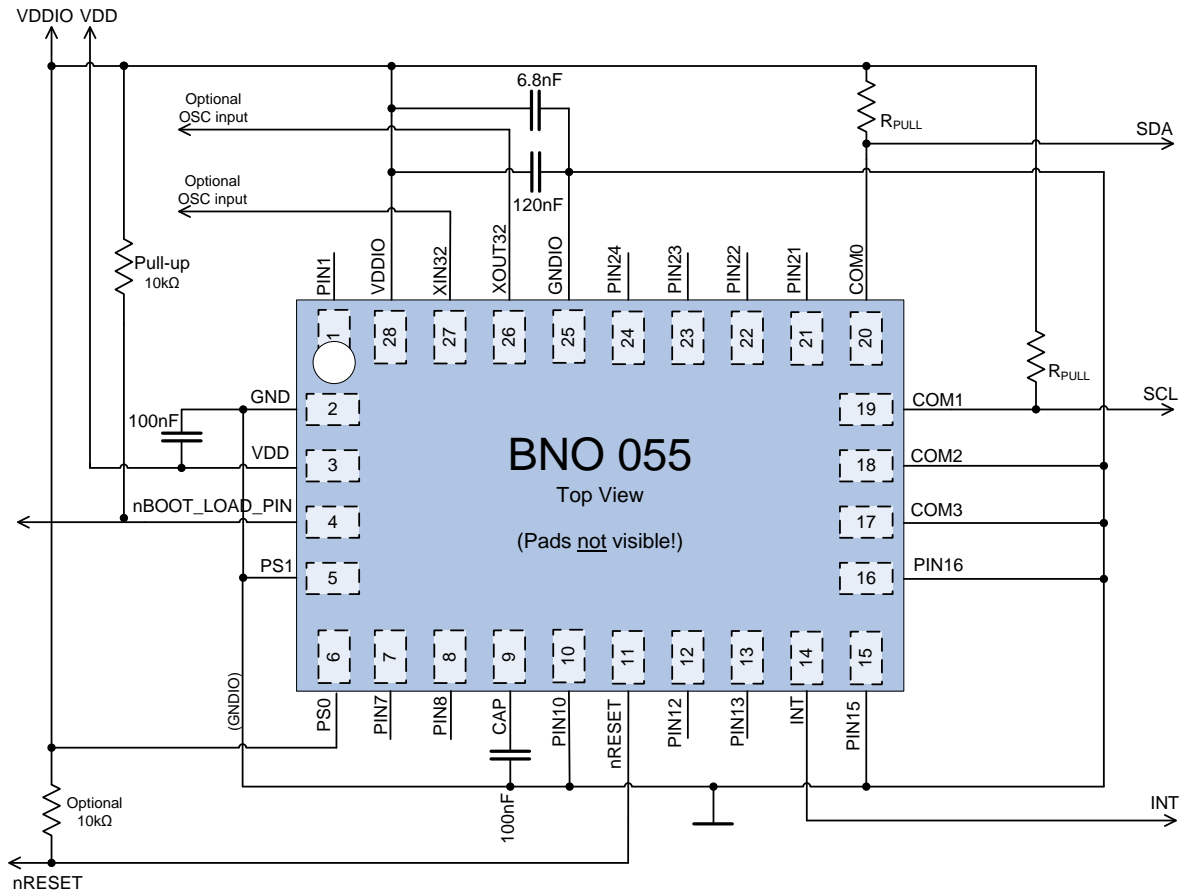 VDDIO VDD
6.8nF
Optional
OSC input
R_PULL
SDA
Optional
OSC input
120nF
Pull-up
10kΩ
PIN1
VDDIO
XIN32
XOUT32
GNDIO
PIN24
PIN23
PIN22
PIN21
COM0
1
28
27
26
25
24
23
22
21
20
R_PULL
GND
2
19
COM1
SCL
100nF
VDD
3
18
COM2
BNO 055
Top View
nBOOT_LOAD_PIN
4
17
COM3
(Pads not visible!)
PS1
5
16
PIN16
6
7
8
9
10
11
12
13
14
15
(GNDIO)
PS0
PIN7
PIN8
CAP
PIN10
nRESET
PIN12
PIN13
INT
PIN15
Optional
10kΩ
100nF
INT
nRESET